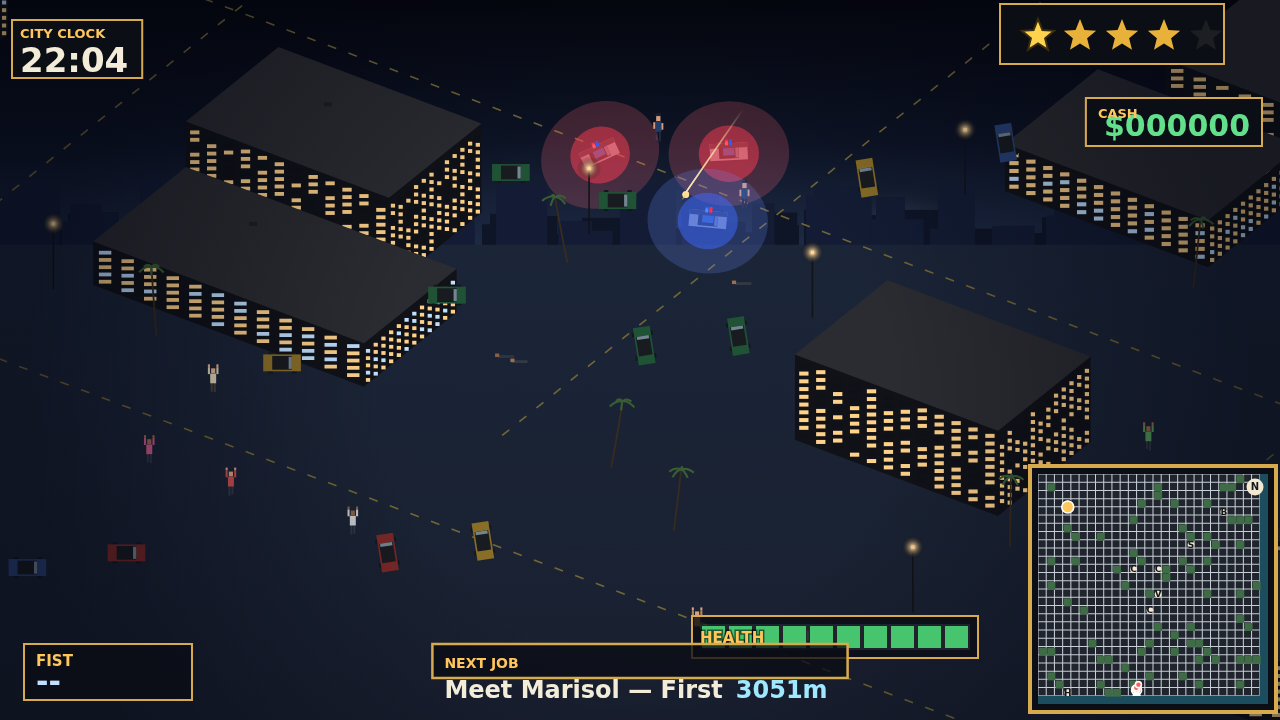 CITY CLOCK
22:04
CASH
$000000
N
S
V
HEALTH
FIST
--
NEXT JOB
Meet Marisol — First 3051m